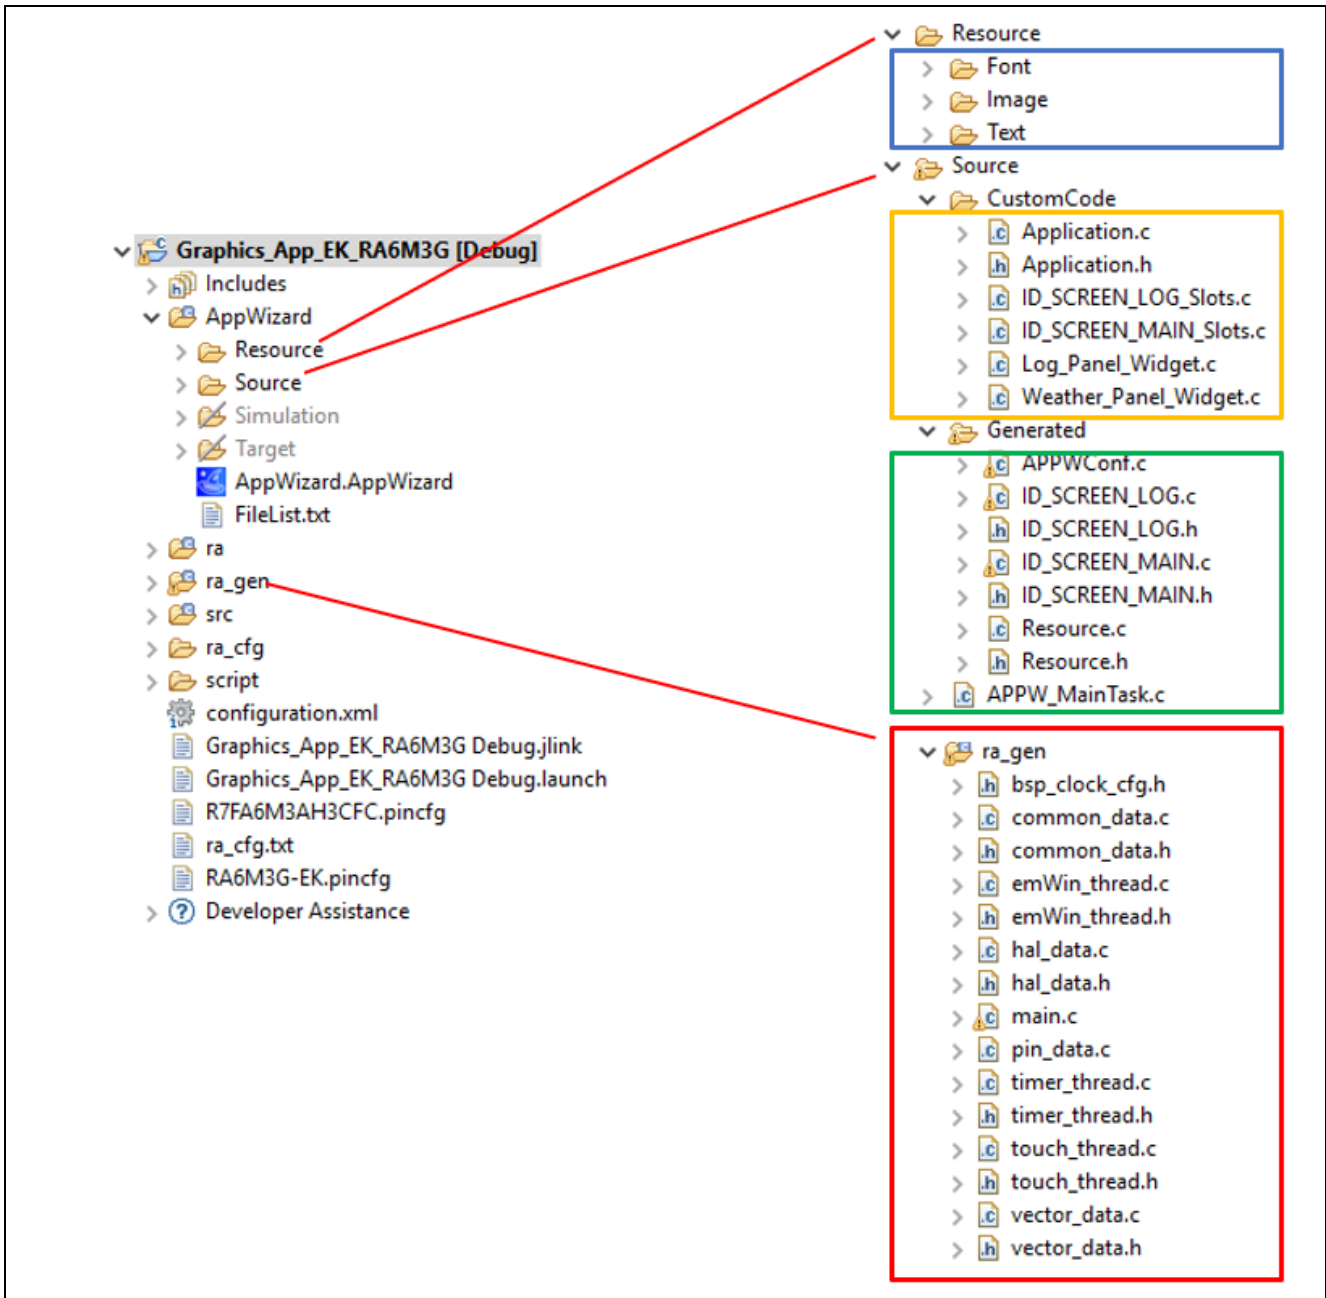 Graphics_App_EK_RA6M3G [Debug]
Includes
AppWizard
Resource
Source
Simulation
Target
AppWizard.AppWizard
FileList.txt
ra
ra_gen
src
ra_cfg
script
configuration.xml
Graphics_App_EK_RA6M3G Debug.jlink
Graphics_App_EK_RA6M3G Debug.launch
R7FA6M3AH3CFC.pincfg
ra_cfg.txt
RA6M3G-EK.pincfg
Developer Assistance
Resource
Font
Image
Text
Source
CustomCode
Application.c
Application.h
ID_SCREEN_LOG_Slots.c
ID_SCREEN_MAIN_Slots.c
Log_Panel_Widget.c
Weather_Panel_Widget.c
Generated
APPWConf.c
ID_SCREEN_LOG.c
ID_SCREEN_LOG.h
ID_SCREEN_MAIN.c
ID_SCREEN_MAIN.h
Resource.c
Resource.h
APPW_MainTask.c
ra_gen
bsp_clock_cfg.h
common_data.c
common_data.h
emWin_thread.c
emWin_thread.h
hal_data.c
hal_data.h
main.c
pin_data.c
timer_thread.c
timer_thread.h
touch_thread.c
touch_thread.h
vector_data.c
vector_data.h